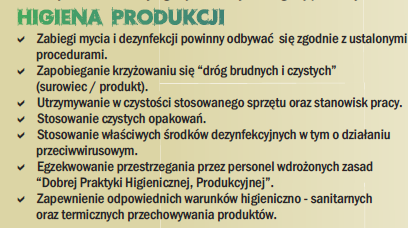 HIGIENA PRODUKCJI
Zabiegi mycia i dezynfekcji powinny odbywać się zgodnie z ustalonymi
procedurami.
Zapobieganie krzyżowaniu się “dróg brudnych i czystych”
(surowiec / produkt).
Utrzymywanie w czystości stosowanego sprzętu oraz stanowisk pracy.
Stosowanie czystych opakowań.
Stosowanie właściwych środków dezynfekcyjnych w tym o działaniu
przeciwwirusowym.
Egzekwowanie przestrzegania przez personel wdrożonych zasad
“Dobrej Praktyki Higienicznej, Produkcyjnej”.
Zapewnienie odpowiednich warunków higieniczno - sanitarnych
oraz termicznych przechowywania produktów.